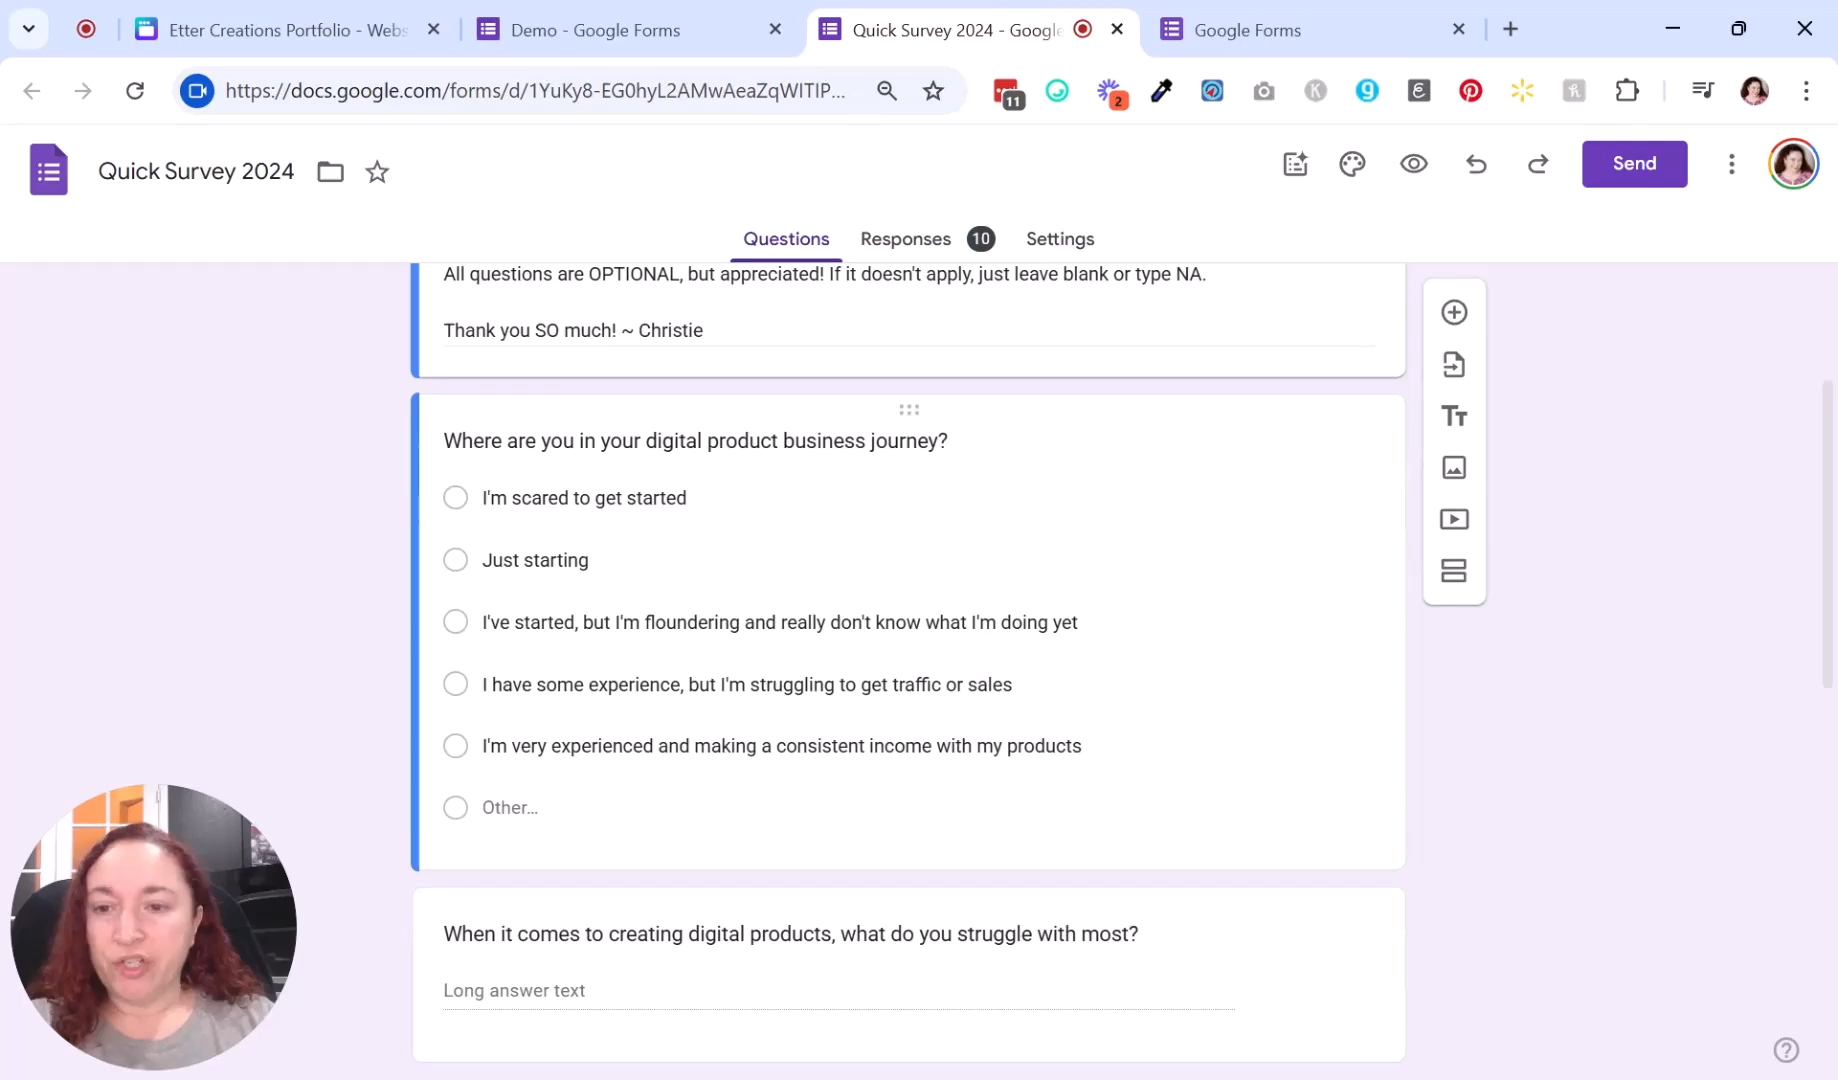 Etter Creations Portfolio - Webs
Demo - Google Forms
Quick Survey 2024 - Google
Google Forms
https://docs.google.com/forms/d/1YuKy8-EG0hyL2AMwAeaZqWITIP...
11
2
Quick Survey 2024
Send
Questions
Responses
10
Settings
All questions are OPTIONAL, but appreciated! If it doesn't apply, just leave blank or type NA.
Thank you SO much! ~ Christie
Where are you in your digital product business journey?
I'm scared to get started
Just starting
I've started, but I'm floundering and really don't know what I'm doing yet
I have some experience, but I'm struggling to get traffic or sales
I'm very experienced and making a consistent income with my products
Other...
When it comes to creating digital products, what do you struggle with most?
Long answer text